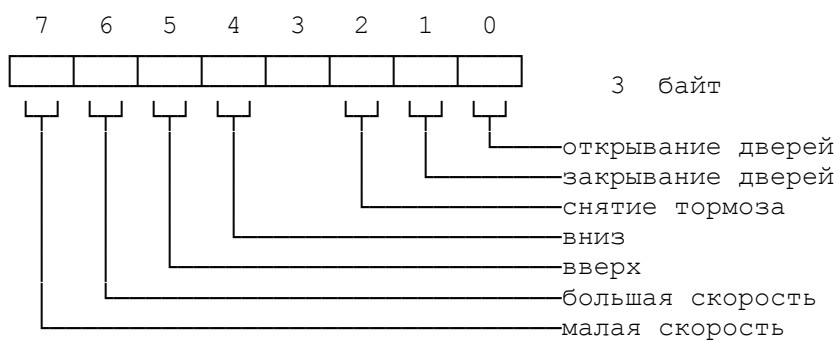 7 6 5 4 3 2 1 0
3 байт
открывание дверей
закрывание дверей
снятие тормоза
вниз
вверх
большая скорость
малая скорость